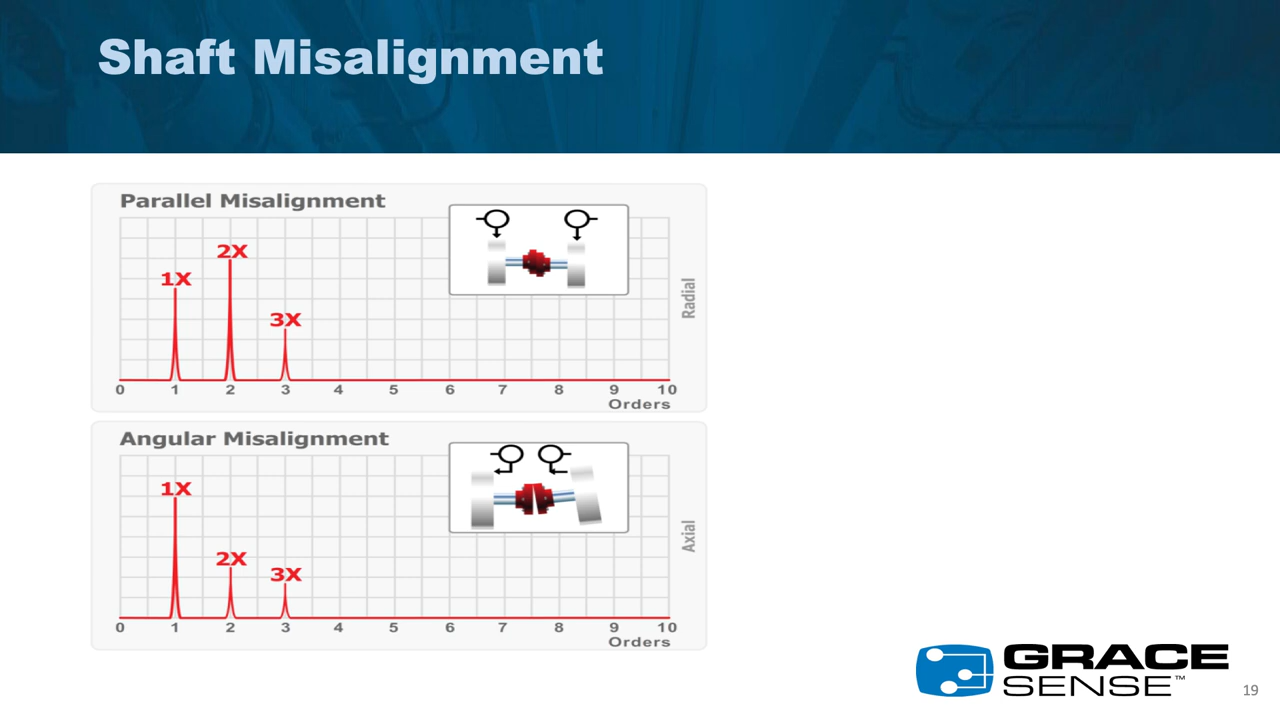 Shaft Misalignment
Parallel Misalignment
1X
2X
3X
Radial
0 1 2 3 4 5 6 7 8 9 10
Orders
Angular Misalignment
1X
2X
3X
Axial
0 1 2 3 4 5 6 7 8 9 10
Orders
GRACE
SENSE™
19